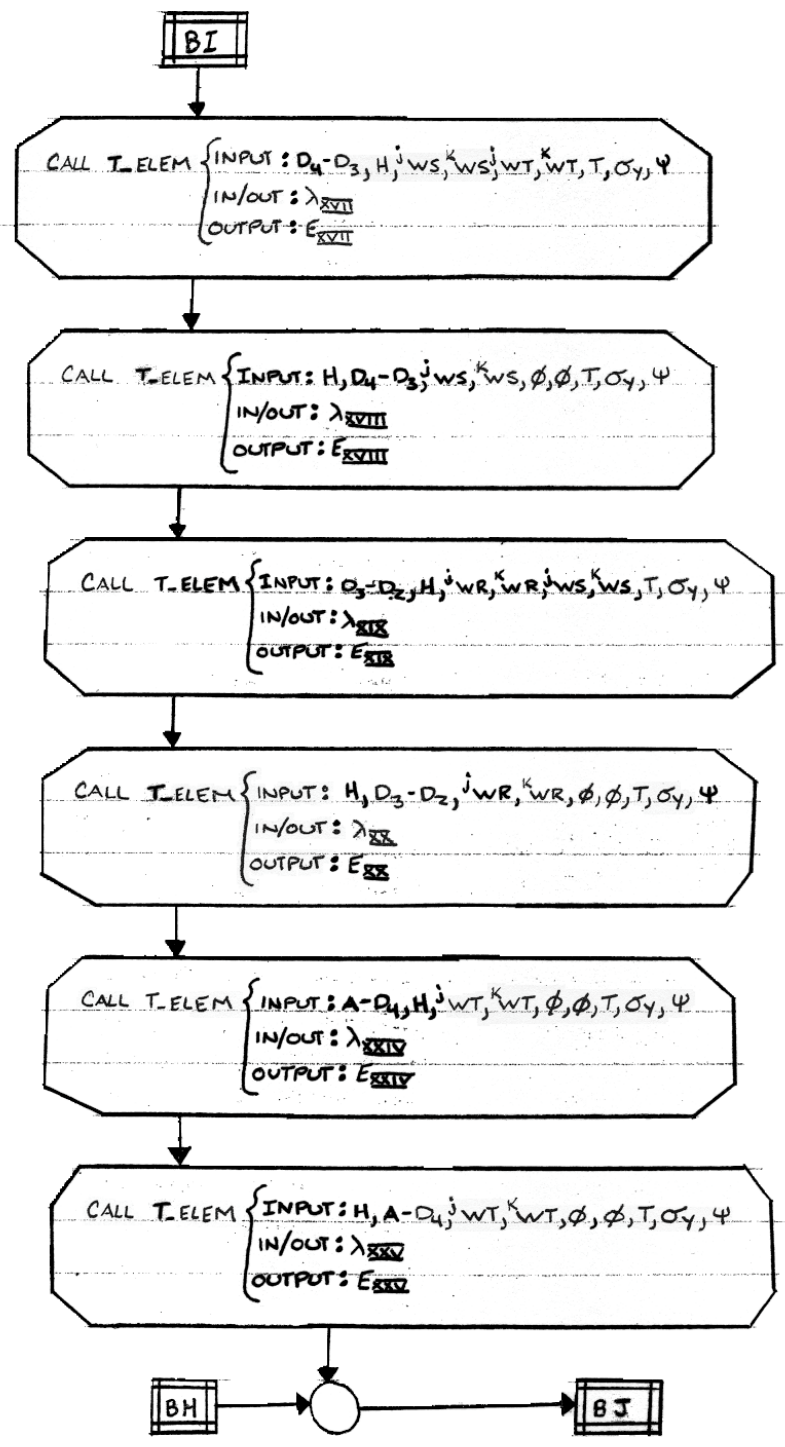 BI
CALL T_ELEM { INPUT: D₄-D₃, H, ʲWS, ᴷWS, ʲWT, ᴷWT, T, σy, Ψ
IN/OUT: λXVII
OUTPUT: EXVII
CALL T_ELEM { INPUT: H, D₄-D₃, ʲWS, ᴷWS, ϕ, ϕ, T, σy, Ψ
IN/OUT: λXVIII
OUTPUT: EXVIII
CALL T_ELEM { INPUT: D₃-D₂, H, ʲWR, ᴷWR, ʲWS, ᴷWS, T, σy, Ψ
IN/OUT: λXIX
OUTPUT: EXIX
CALL T_ELEM { INPUT: H, D₃-D₂, ʲWR, ᴷWR, ϕ, ϕ, T, σy, Ψ
IN/OUT: λXX
OUTPUT: EXX
CALL T_ELEM { INPUT: A-D₄, H, ʲWT, ᴷWT, ϕ, ϕ, T, σy, Ψ
IN/OUT: λXXIV
OUTPUT: EXXIV
CALL T_ELEM { INPUT: H, A-D₄, ʲWT, ᴷWT, ϕ, ϕ, T, σy, Ψ
IN/OUT: λXXV
OUTPUT: EXXV
BH
BJ